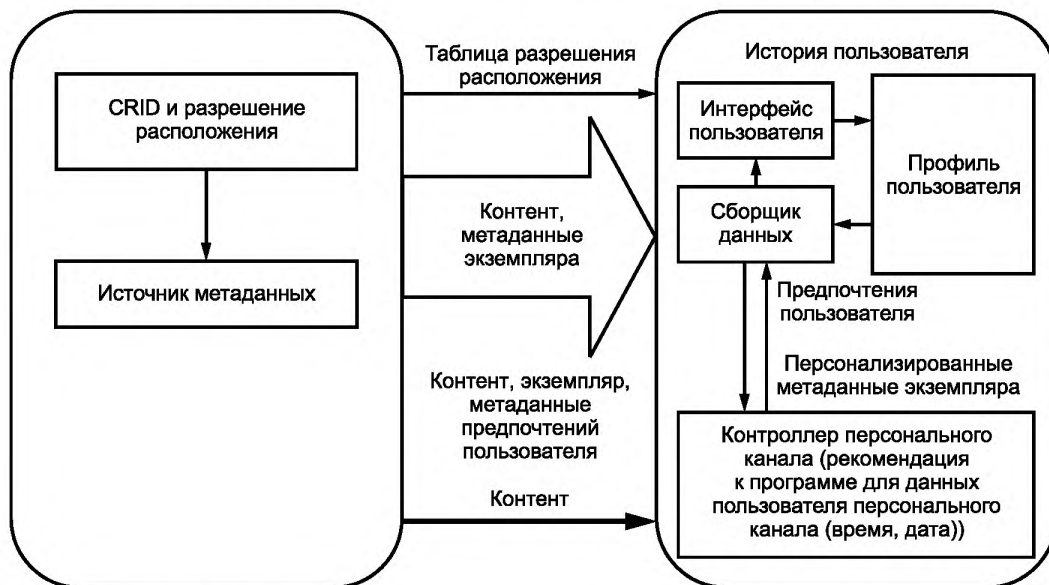 CRID и разрешение
расположения
Источник метаданных
Таблица разрешения
расположения
Контент,
метаданные
экземпляра
Контент, экземпляр,
метаданные
предпочтений
пользователя
Контент
История пользователя
Интерфейс
пользователя
Профиль
пользователя
Сборщик
данных
Предпочтения
пользователя
Персонализированные
метаданные экземпляра
Контроллер персонального
канала (рекомендация
к программе для данных
пользователя персонального
канала (время, дата))